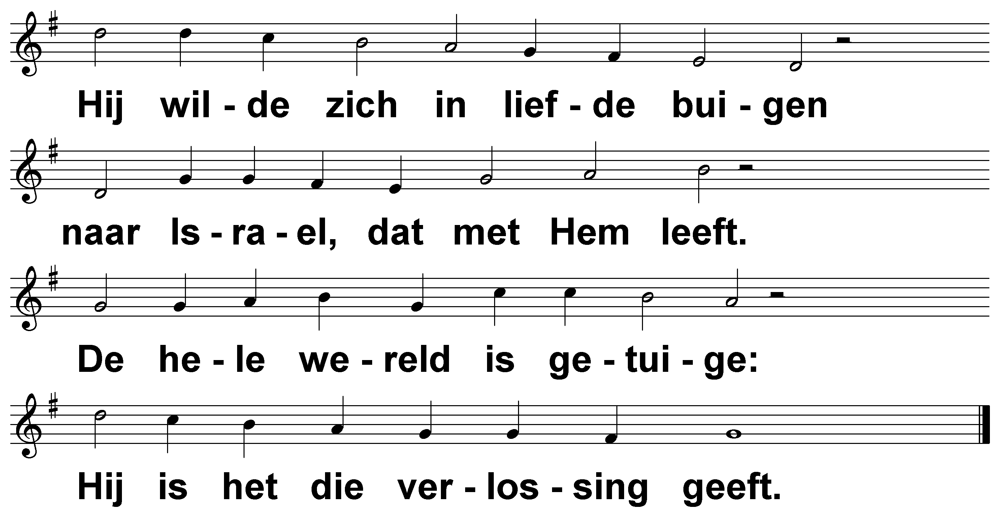 Hij wil - de zich in lief - de bui - gen
naar Is - ra - el, dat met Hem leeft.
De he - le we - reld is ge - tui - ge:
Hij is het die ver - los - sing geeft.